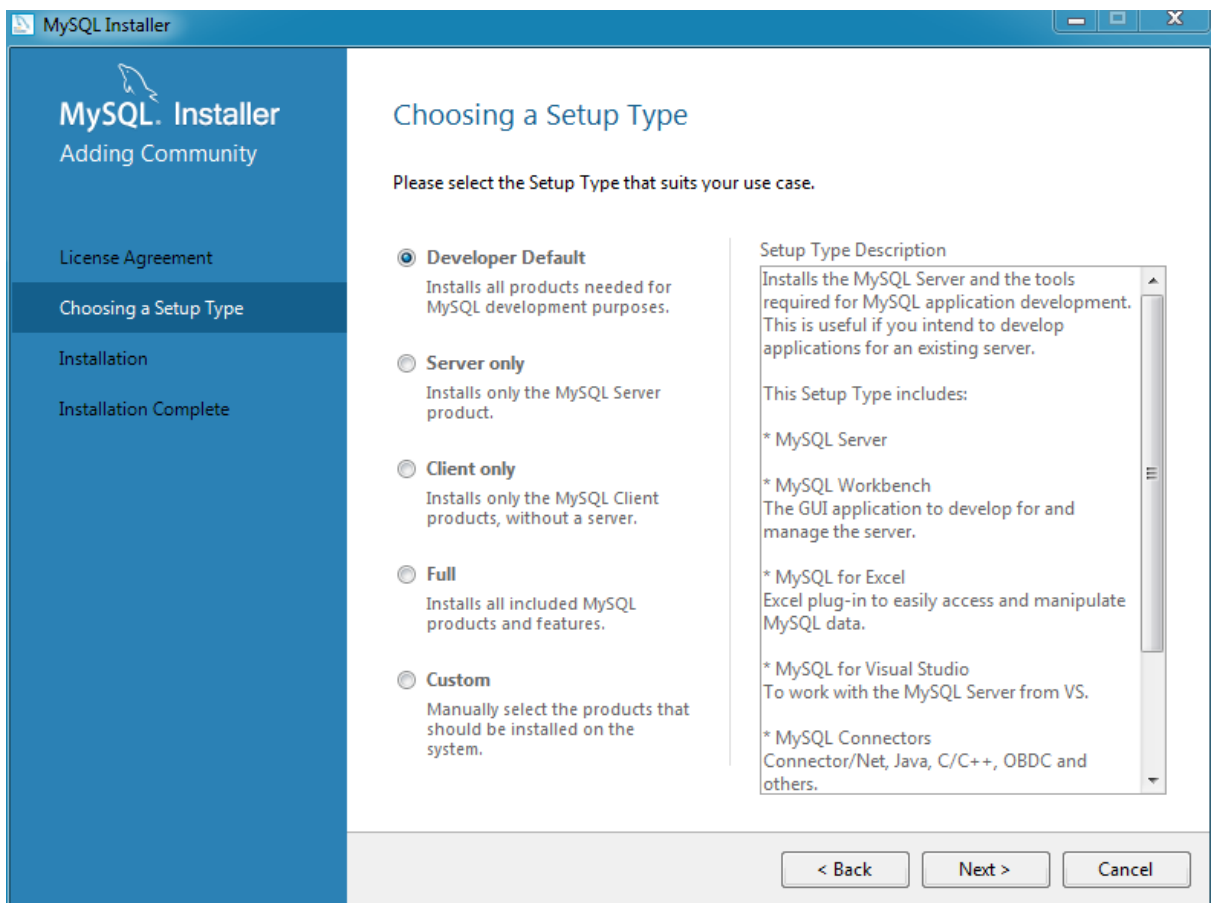 MySQL Installer
MySQL. Installer
Adding Community
License Agreement
Choosing a Setup Type
Installation
Installation Complete
Choosing a Setup Type
Please select the Setup Type that suits your use case.
Developer Default
Installs all products needed for
MySQL development purposes.
Server only
Installs only the MySQL Server
product.
Client only
Installs only the MySQL Client
products, without a server.
Full
Installs all included MySQL
products and features.
Custom
Manually select the products that
should be installed on the
system.
Setup Type Description
Installs the MySQL Server and the tools
required for MySQL application development.
This is useful if you intend to develop
applications for an existing server.
This Setup Type includes:
* MySQL Server
* MySQL Workbench
The GUI application to develop for and
manage the server.
* MySQL for Excel
Excel plug-in to easily access and manipulate
MySQL data.
* MySQL for Visual Studio
To work with the MySQL Server from VS.
* MySQL Connectors
Connector/Net, Java, C/C++, OBDC and
others.
< Back
Next >
Cancel